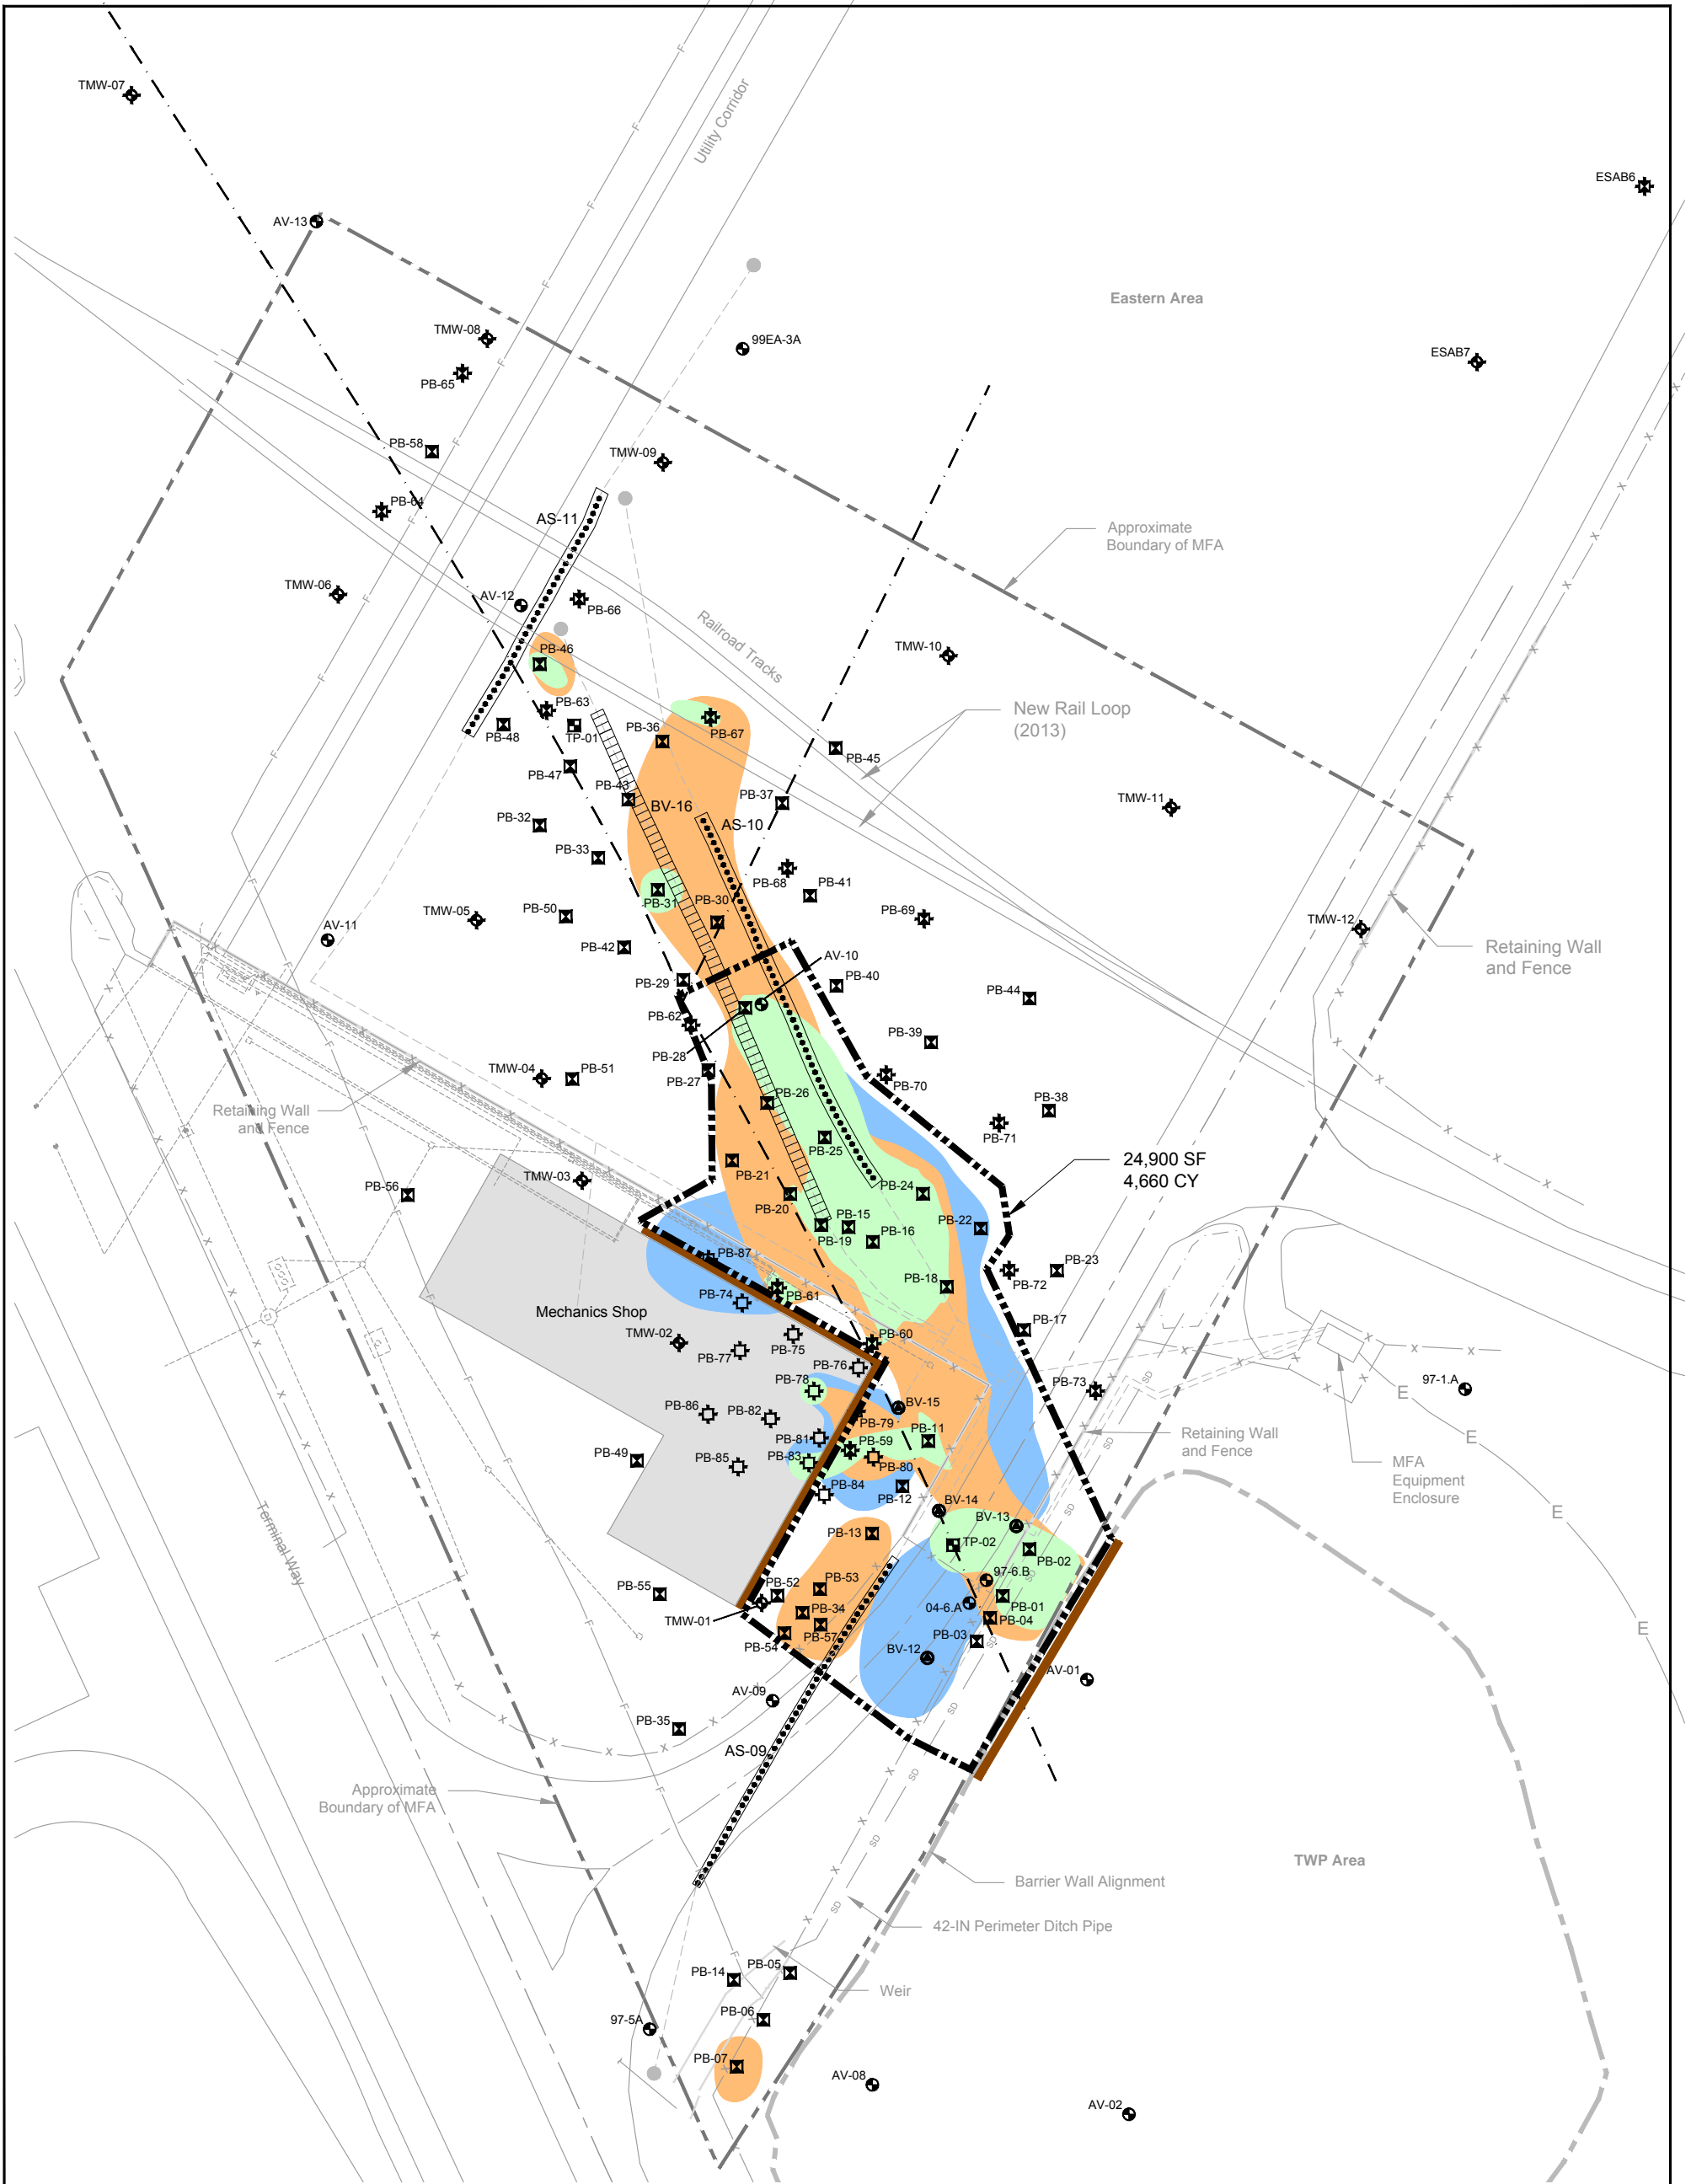 TMW-07
Utility Corridor
ESAB6
AV-13
Eastern Area
TMW-08
99EA-3A
ESAB7
PB-65
PB-58
TMW-09
PB-64
AS-11
Approximate
Boundary of MFA
TMW-06
AV-12
PB-66
Railroad Tracks
PB-46
TMW-10
PB-63
New Rail Loop
(2013)
PB-48
TP-01
PB-36
PB-67
PB-45
PB-47
PB-43
BV-16
PB-37
TMW-11
PB-32
AS-10
PB-33
PB-68
PB-41
PB-31
PB-30
PB-50
TMW-05
PB-69
TMW-12
AV-11
PB-42
Retaining Wall
and Fence
AV-10
PB-29
PB-40
PB-44
PB-62
PB-39
PB-28
PB-27
TMW-04
PB-51
PB-70
Retaining Wall
and Fence
PB-26
PB-38
PB-71
PB-25
24,900 SF
4,660 CY
PB-21
TMW-03
PB-56
PB-20
PB-24
PB-15
PB-22
PB-19
PB-16
PB-87
PB-23
PB-72
PB-18
PB-61
PB-74
Mechanics Shop
PB-17
TMW-02
PB-75
PB-60
PB-77
PB-76
PB-73
97-1.A
PB-78
BV-15
PB-86
PB-82
PB-79
PB-11
PB-81
PB-59
Retaining Wall
and Fence
PB-49
PB-85
PB-83
PB-80
MFA
Equipment
Enclosure
PB-84
PB-12
BV-14
BV-13
Terminal Way
PB-13
TP-02
PB-02
97-6.B
PB-55
PB-52
PB-53
04-6.A
PB-01
TMW-01
PB-34
PB-04
PB-57
PB-54
PB-03
BV-12
AV-01
AV-09
PB-35
AS-09
Approximate
Boundary of MFA
TWP Area
Barrier Wall Alignment
42-IN Perimeter Ditch Pipe
PB-14
PB-05
Weir
PB-06
97-5A
PB-07
AV-08
AV-02